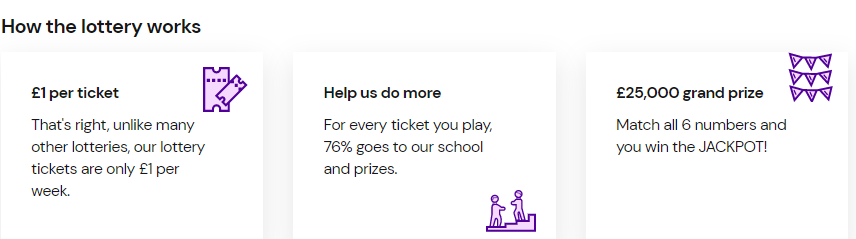 How the lottery works
£1 per ticket
That's right, unlike many
other lotteries, our lottery
tickets are only £1 per
week.
Help us do more
For every ticket you play,
76% goes to our school
and prizes.
£25,000 grand prize
Match all 6 numbers and
you win the JACKPOT!